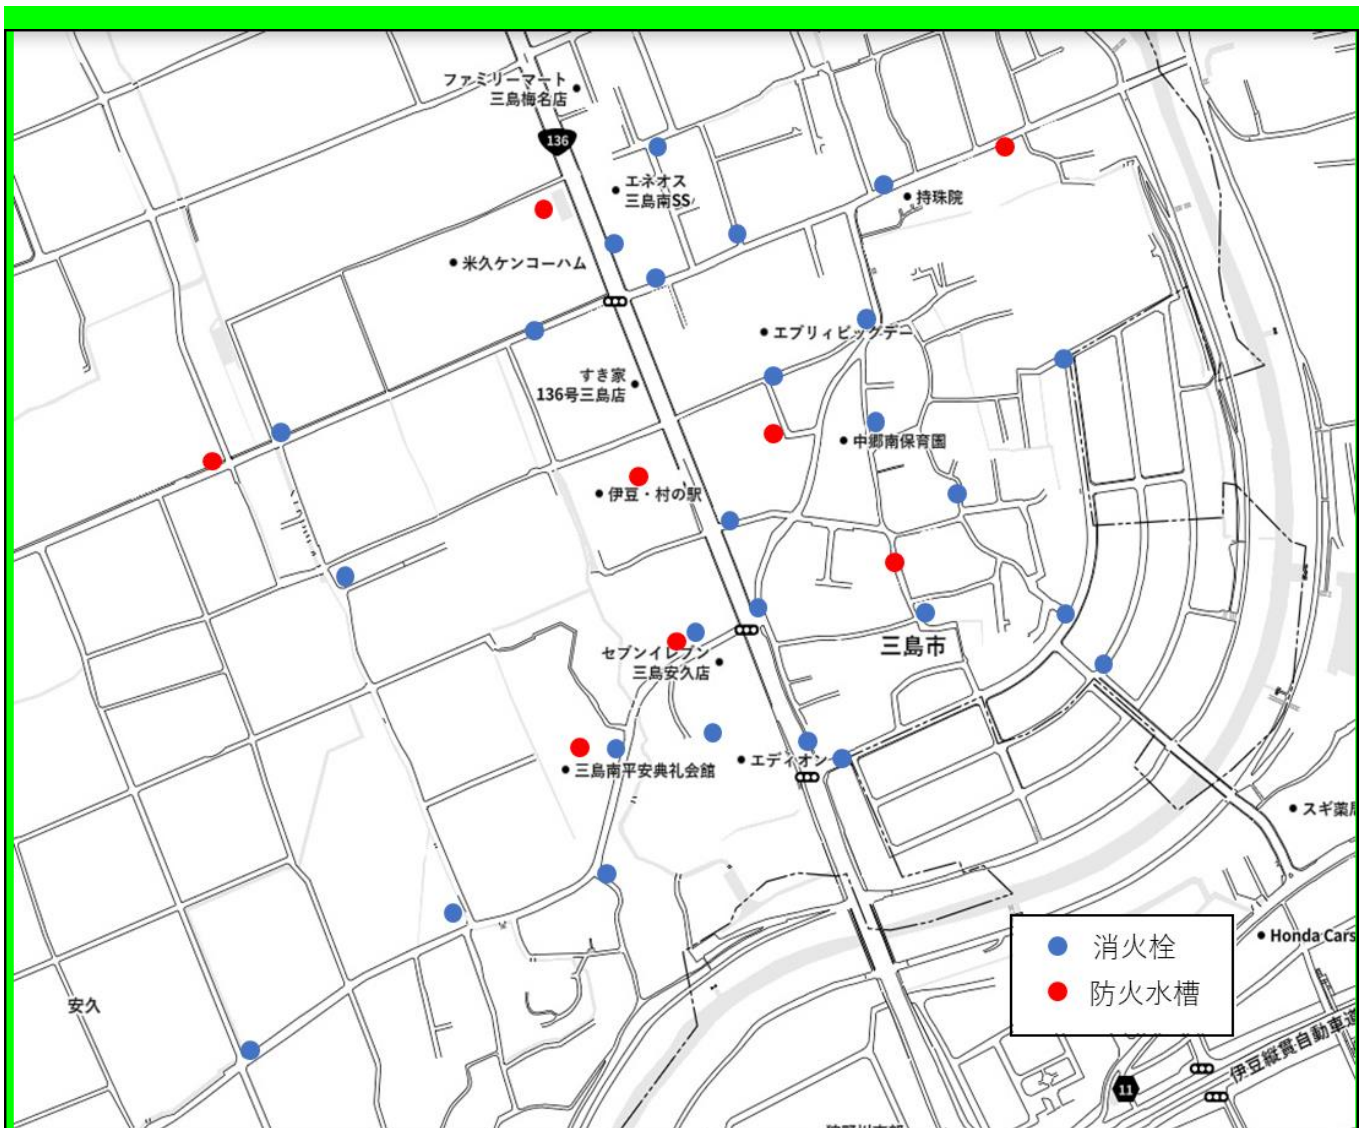 ファミリーマート
三島梅名店
136
エネオス
三島南SS
持珠院
米久ケンコーハム
エブリィビッグデー
すき家
136号三島店
中郷南保育園
伊豆・村の駅
三島市
セブンイレブン
三島安久店
エディオン
三島南平安典礼会館
スギ薬局
消火栓
Honda Cars
防火水槽
安久
伊豆縦貫自動車道
11